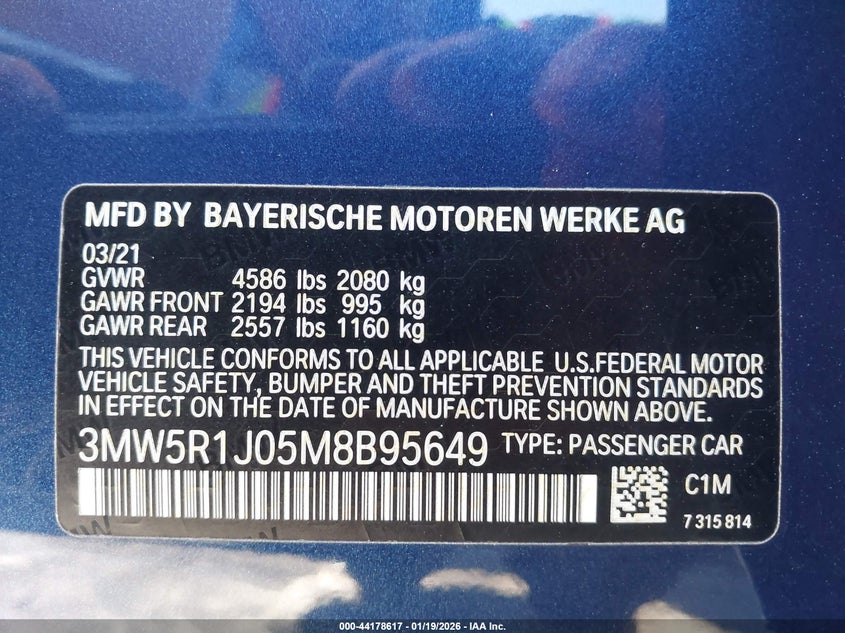 MFD BY BAYERISCHE MOTOREN WERKE AG
03/21
GVWR 4586 lbs 2080 kg
GAWR FRONT 2194 lbs 995 kg
GAWR REAR 2557 lbs 1160 kg
THIS VEHICLE CONFORMS TO ALL APPLICABLE U.S.FEDERAL MOTOR
VEHICLE SAFETY, BUMPER AND THEFT PREVENTION STANDARDS
IN EFFECT ON THE DATE OF MANUFACTURE SHOWN ABOVE.
3MW5R1J05M8B95649 TYPE: PASSENGER CAR
C1M
7 315 814
000-44178617 - 01/19/2026 - IAA Inc.